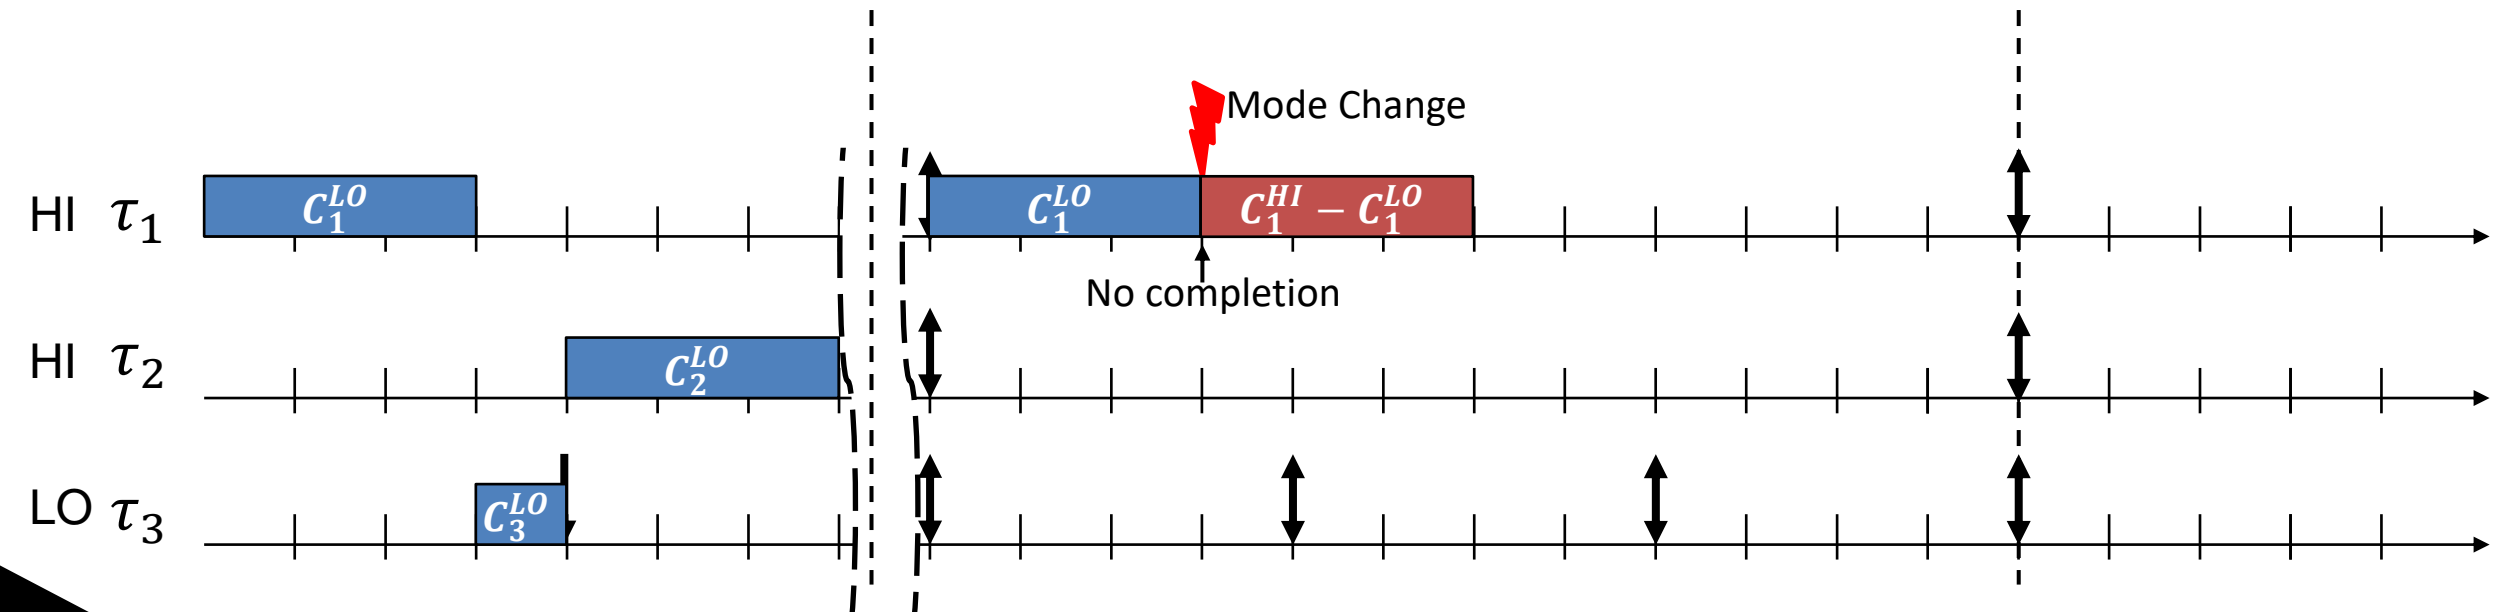 Mode Change
HI τ₁ C₁ᴸᴼ C₁ᴸᴼ C₁ᴴᴵ − C₁ᴸᴼ
No completion
HI τ₂ C₂ᴸᴼ
LO τ₃ C₃ᴸᴼ